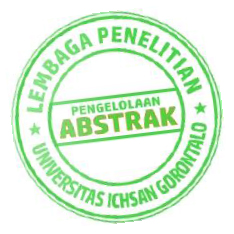 LEMBAGA PENELITIAN
PENGELOLAAN
ABSTRAK
UNIVERSITAS ICHSAN GORONTALO